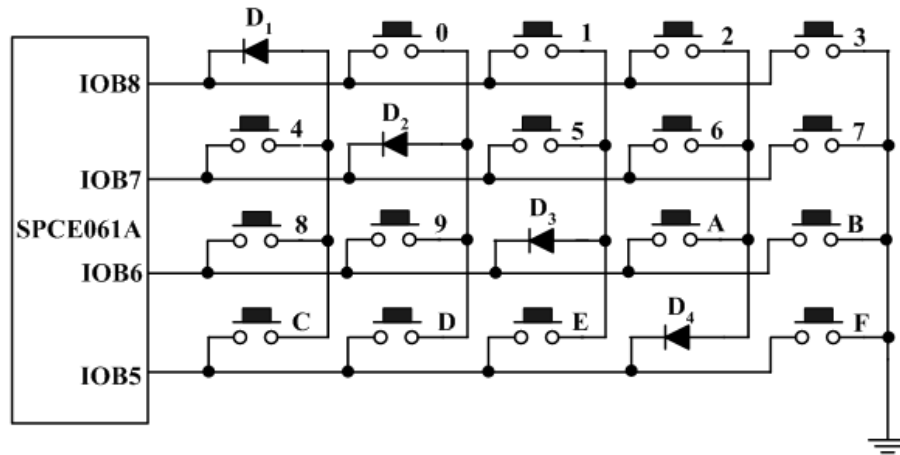 D1 0 1 2 3
IOB8
4 D2 5 6 7
IOB7
SPCE061A
8 9 D3 A B
IOB6
C D E D4 F
IOB5